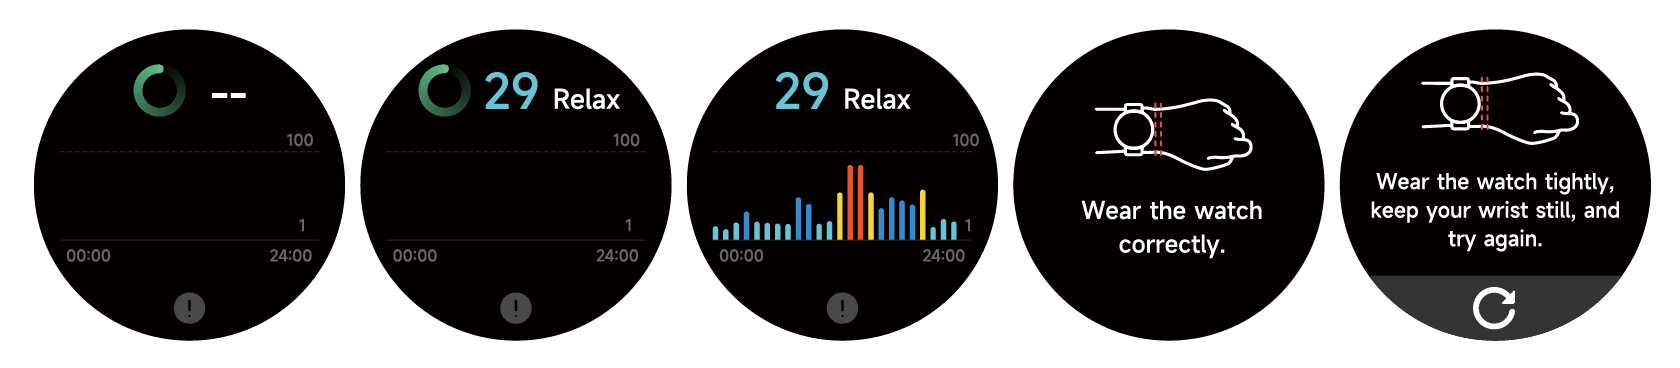 --
100
1
00:00 24:00
!
29 Relax
100
1
00:00 24:00
!
29 Relax
100
1
00:00 24:00
!
Wear the watch
correctly.
Wear the watch tightly,
keep your wrist still, and
try again.